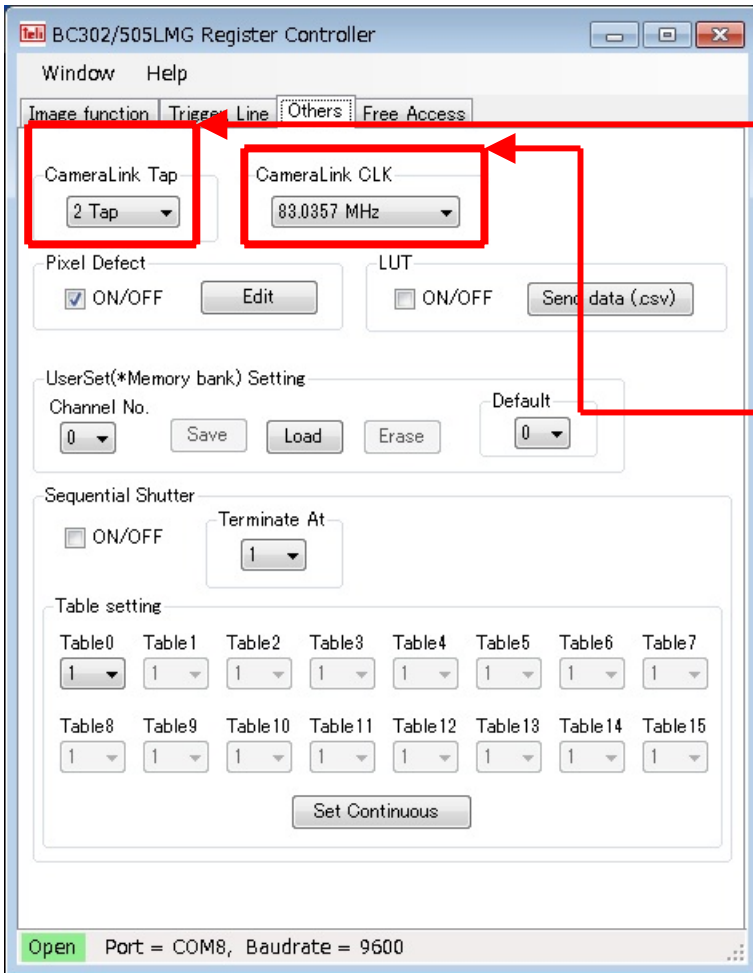 Teli BC302/505LMG Register Controller
Window Help
Image function Trigger Line Others Free Access
CameraLink Tap CameraLink CLK
2 Tap 83.0357 MHz
Pixel Defect LUT
ON/OFF Edit ON/OFF Send data (.csv)
UserSet(*Memory bank) Setting
Channel No. Default
0 Save Load Erase 0
Sequential Shutter
ON/OFF Terminate At
1
Table setting
Table0 Table1 Table2 Table3 Table4 Table5 Table6 Table7
1 1 1 1 1 1 1 1
Table8 Table9 Table10 Table11 Table12 Table13 Table14 Table15
1 1 1 1 1 1 1 1
Set Continuous
Open Port = COM8, Baudrate = 9600